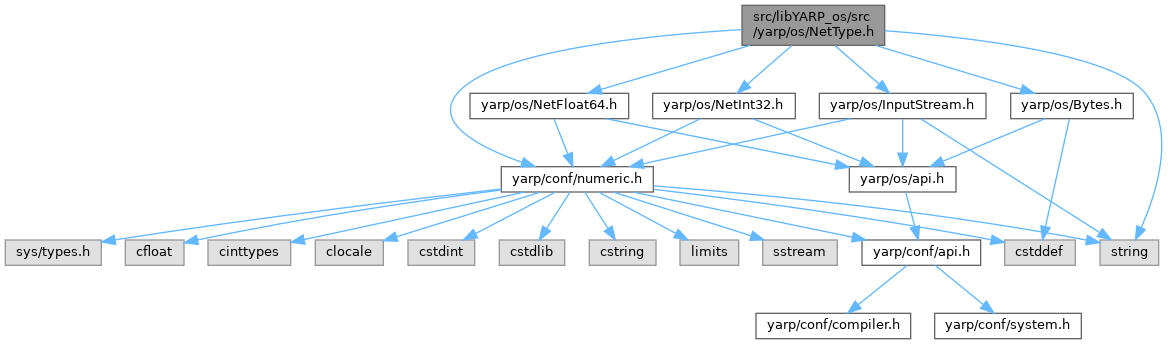 src/libYARP_os/src
/yarp/os/NetType.h
yarp/os/NetFloat64.h
yarp/os/NetInt32.h
yarp/os/InputStream.h
yarp/os/Bytes.h
yarp/conf/numeric.h
yarp/os/api.h
sys/types.h
cfloat
cinttypes
clocale
cstdint
cstdlib
cstring
limits
sstream
yarp/conf/api.h
cstddef
string
yarp/conf/compiler.h
yarp/conf/system.h